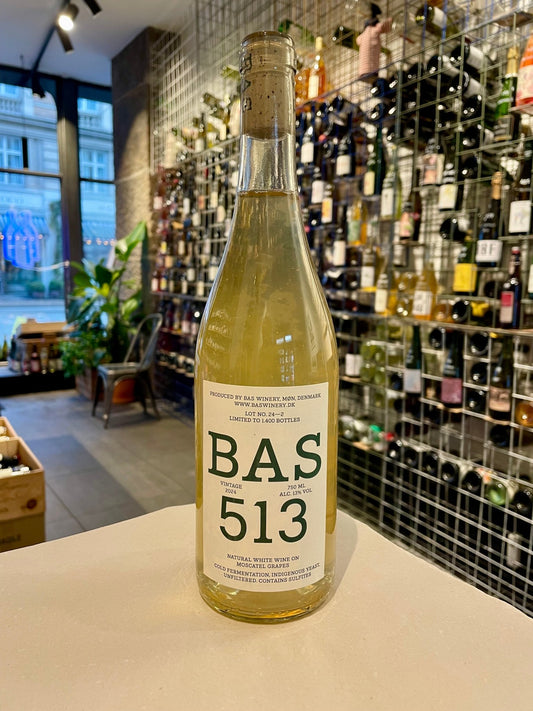 BAS
PRODUCED BY BAS WINERY, MØN, DENMARK
WWW.BASWINERY.DK
LOT NO. 24—2
LIMITED TO 1.400 BOTTLES
BAS
VINTAGE
2024
750 ML
ALC. 13% VOL
513
NATURAL WHITE WINE ON
MOSCATEL GRAPES
COLD FERMENTATION, INDIGENOUS YEAST,
UNFILTERED. CONTAINS SULFITER